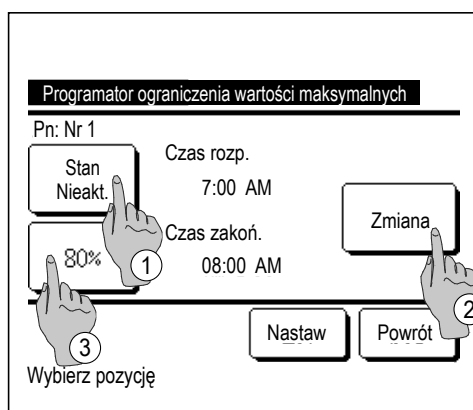 Programator ograniczenia wartości maksymalnych
Pn: Nr 1
Stan
Nieakt.
Czas rozp.
7:00 AM
Zmiana
80%
1
Czas zakoń.
08:00 AM
2
3
Nastaw
Powrót
Wybierz pozycję